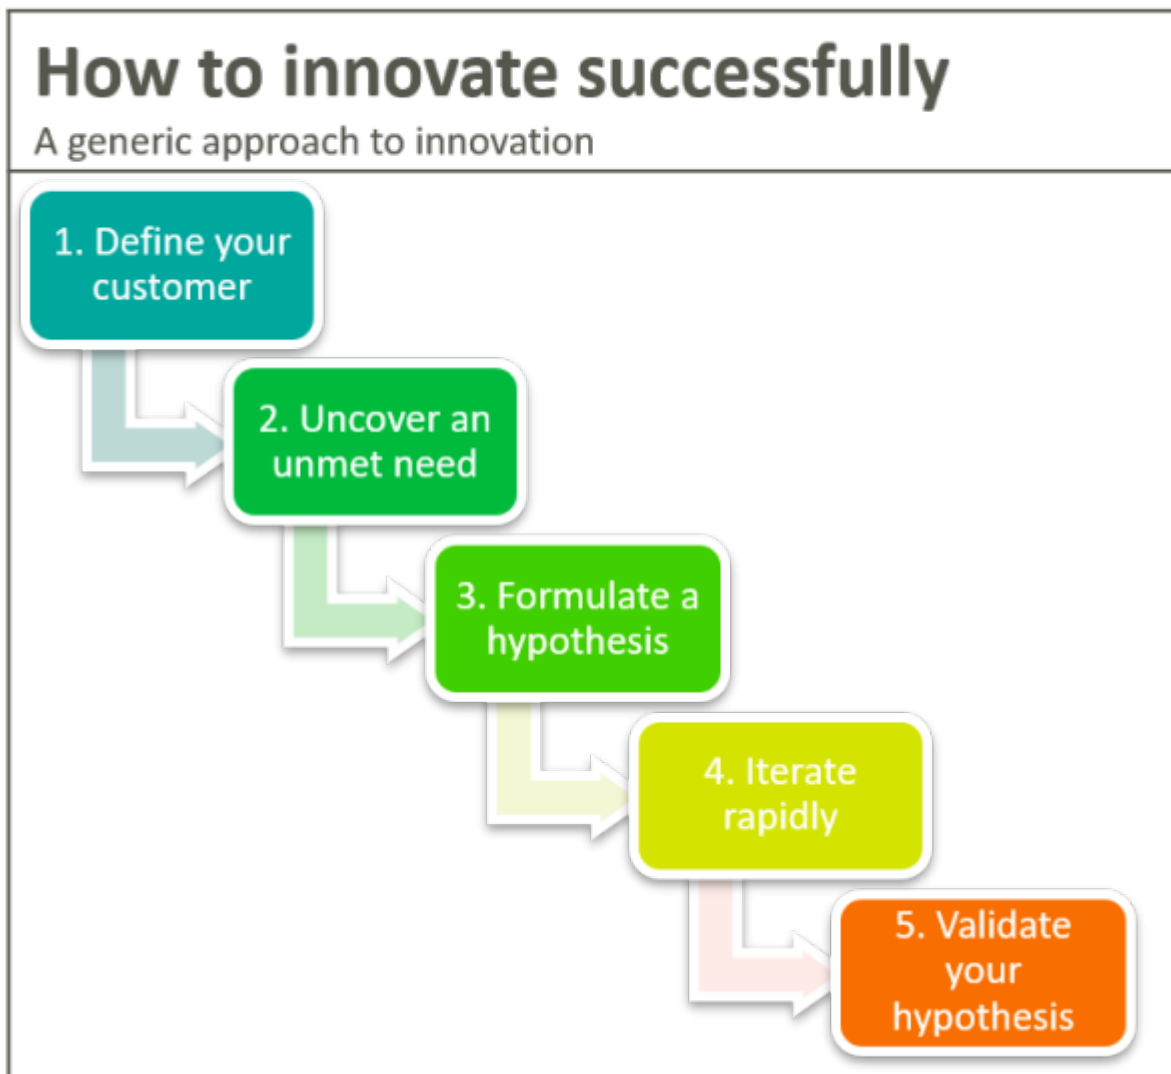 How to innovate successfully
A generic approach to innovation
1. Define your
customer
2. Uncover an
unmet need
3. Formulate a
hypothesis
4. Iterate
rapidly
5. Validate
your
hypothesis